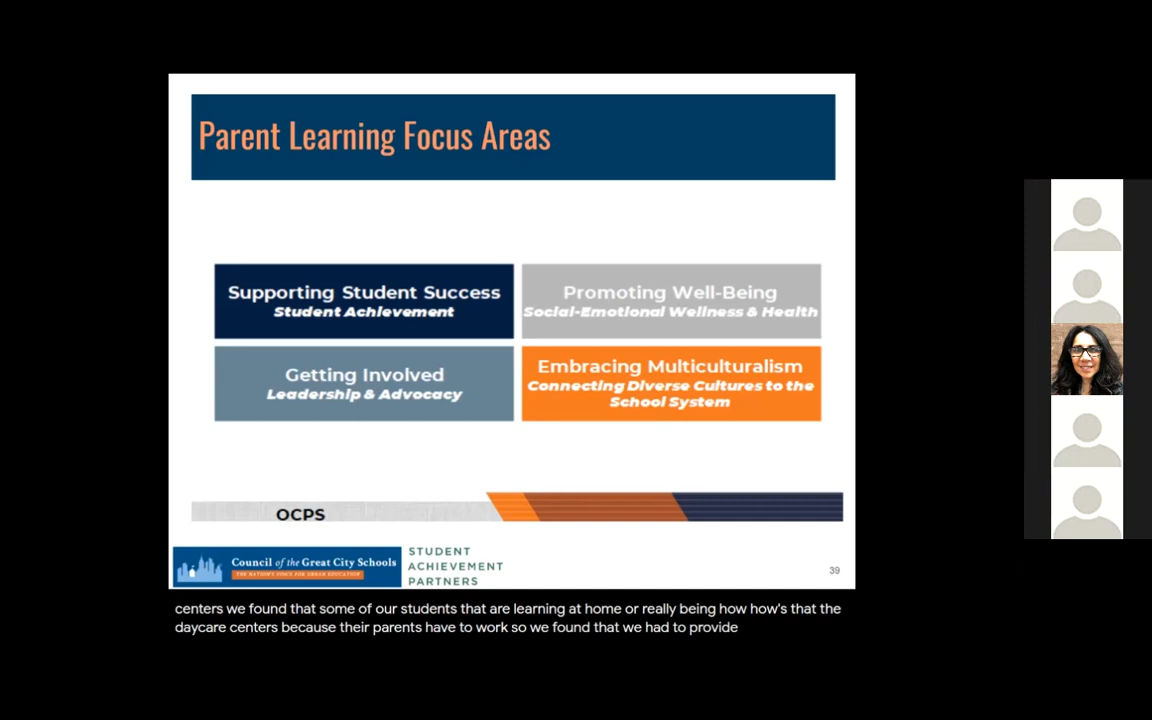 Parent Learning Focus Areas
Supporting Student Success
Student Achievement
Promoting Well-Being
Social-Emotional Wellness & Health
Getting Involved
Leadership & Advocacy
Embracing Multiculturalism
Connecting Diverse Cultures to the
School System
OCPS
Council of the Great City Schools
THE NATION'S VOICE FOR URBAN EDUCATION
STUDENT
ACHIEVEMENT
PARTNERS
39
centers we found that some of our students that are learning at home or really being how how's that the
daycare centers because their parents have to work so we found that we had to provide